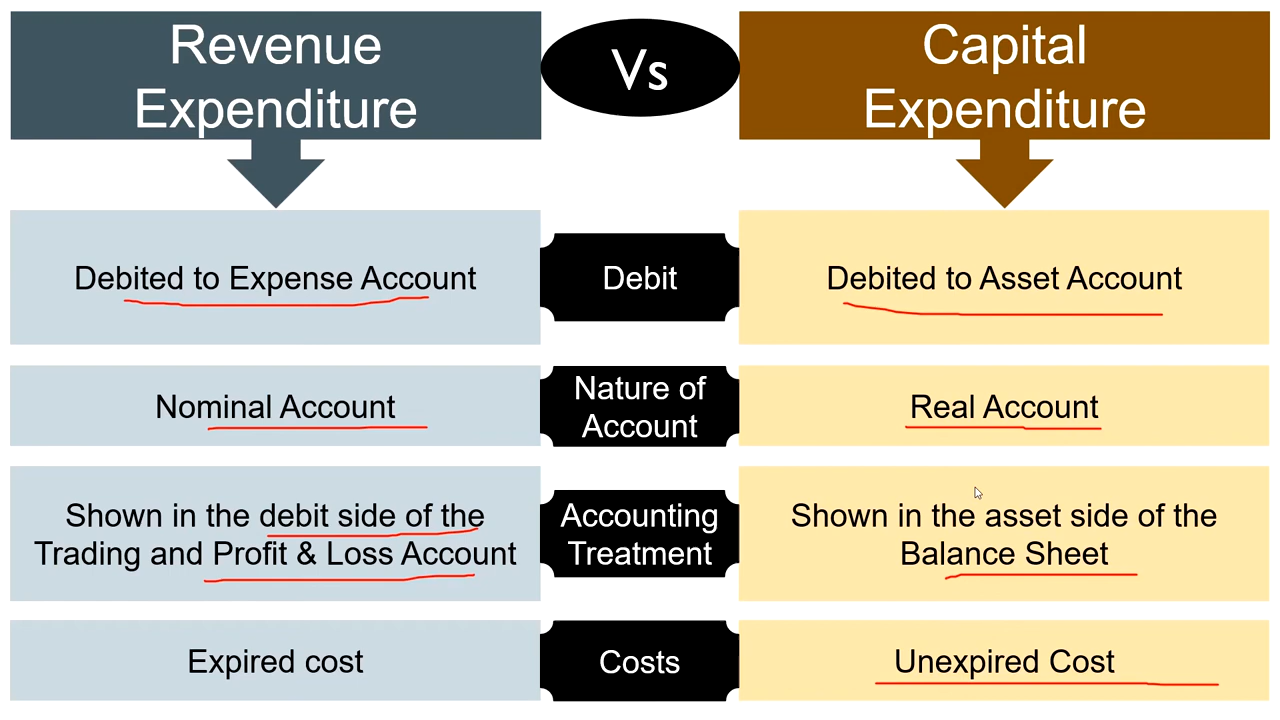 Revenue
Expenditure
Vs
Capital
Expenditure
Debited to Expense Account
Debit
Debited to Asset Account
Nominal Account
Nature of
Account
Real Account
Shown in the debit side of the
Trading and Profit & Loss Account
Accounting
Treatment
Shown in the asset side of the
Balance Sheet
Expired cost
Costs
Unexpired Cost